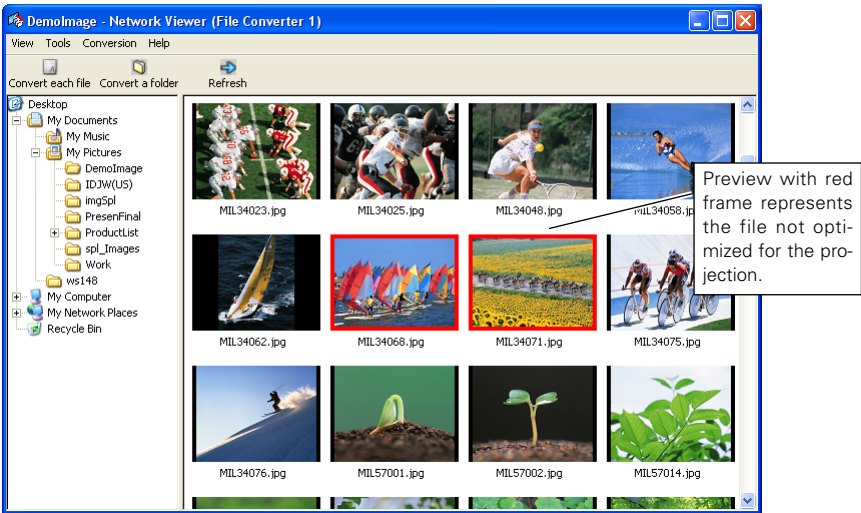 DemoImage - Network Viewer (File Converter 1)
View Tools Conversion Help
Convert each file Convert a folder Refresh
Desktop
My Documents
My Music
My Pictures
DemoImage
IDJW(US)
imgSpl
PresenFinal
ProductList
spl_Images
Work
ws148
My Computer
My Network Places
Recycle Bin
MIL34023.jpg MIL34025.jpg MIL34048.jpg MIL34058.jpg
MIL34062.jpg MIL34068.jpg MIL34071.jpg MIL34075.jpg
MIL34076.jpg MIL57001.jpg MIL57002.jpg MIL57014.jpg
Preview with red
frame represents
the file not opti-
mized for the pro-
jection.